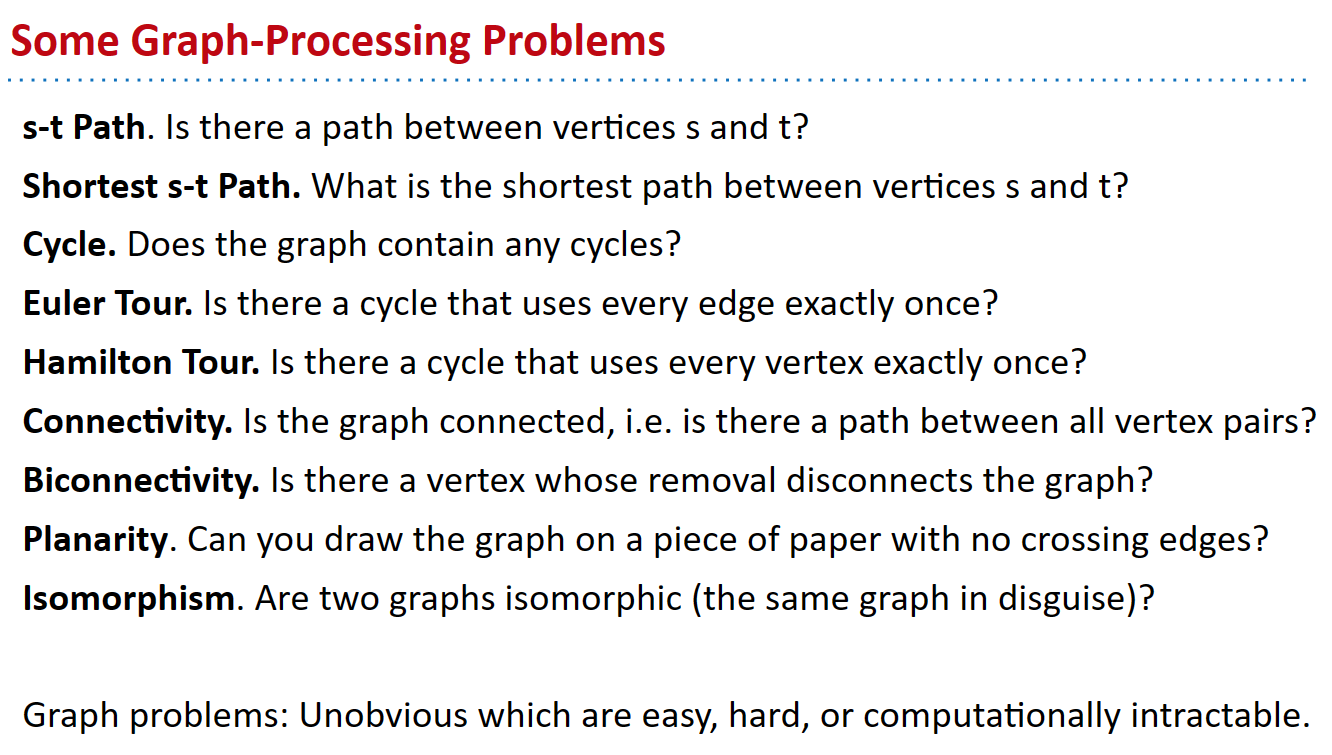 Some Graph-Processing Problems
s-t Path. Is there a path between vertices s and t?
Shortest s-t Path. What is the shortest path between vertices s and t?
Cycle. Does the graph contain any cycles?
Euler Tour. Is there a cycle that uses every edge exactly once?
Hamilton Tour. Is there a cycle that uses every vertex exactly once?
Connectivity. Is the graph connected, i.e. is there a path between all vertex pairs?
Biconnectivity. Is there a vertex whose removal disconnects the graph?
Planarity. Can you draw the graph on a piece of paper with no crossing edges?
Isomorphism. Are two graphs isomorphic (the same graph in disguise)?
Graph problems: Unobvious which are easy, hard, or computationally intractable.